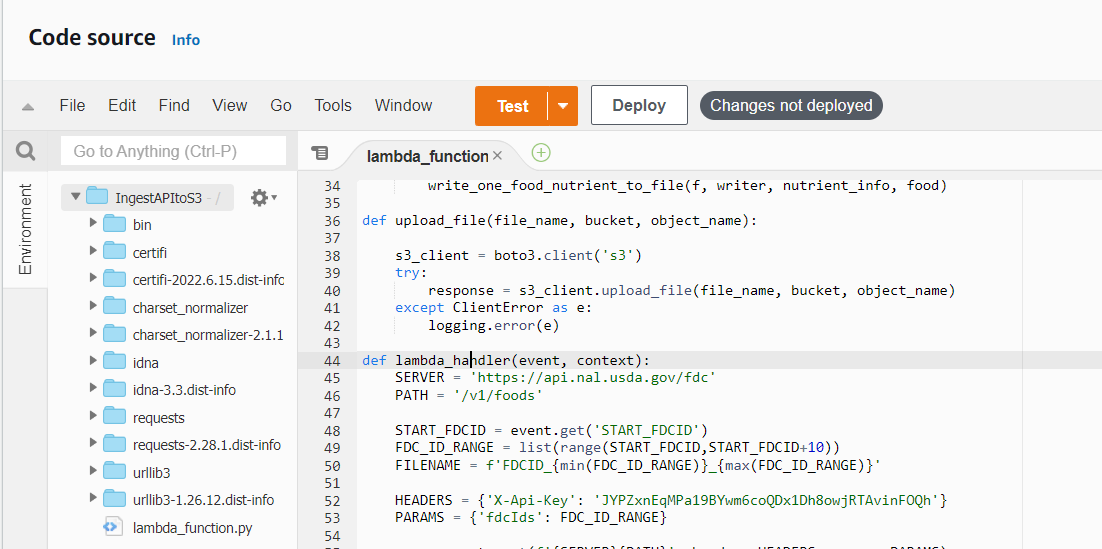 Code source Info
File Edit Find View Go Tools Window Test Deploy Changes not deployed
Go to Anything (Ctrl-P)
lambda_function
Environment
IngestAPItoS3 - /
bin
certifi
certifi-2022.6.15.dist-info
charset_normalizer
charset_normalizer-2.1.1
idna
idna-3.3.dist-info
requests
requests-2.28.1.dist-info
urllib3
urllib3-1.26.12.dist-info
lambda_function.py
34 write_one_food_nutrient_to_file(f, writer, nutrient_info, food)
35
36 def upload_file(file_name, bucket, object_name):
37
38 s3_client = boto3.client('s3')
39 try:
40 response = s3_client.upload_file(file_name, bucket, object_name)
41 except ClientError as e:
42 logging.error(e)
43
44 def lambda_handler(event, context):
45 SERVER = 'https://api.nal.usda.gov/fdc'
46 PATH = '/v1/foods'
47
48 START_FDCID = event.get('START_FDCID')
49 FDC_ID_RANGE = list(range(START_FDCID,START_FDCID+10))
50 FILENAME = f'FDCID_{min(FDC_ID_RANGE)}_{max(FDC_ID_RANGE)}'
51
52 HEADERS = {'X-Api-Key': 'JYPZxnEqMPa19BYwm6coQDx1Dh8owjRTAvinFOQh'}
53 PARAMS = {'fdcIds': FDC_ID_RANGE}
54